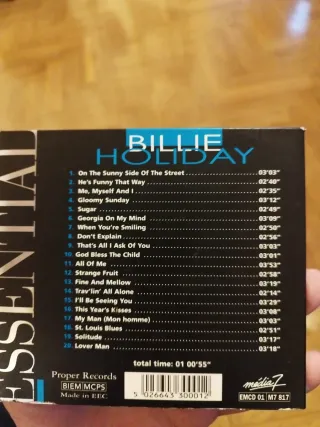 ESSENTIAL
BILLIE
HOLIDAY
1. On The Sunny Side Of The Street 03'03"
2. He's Funny That Way 02'40"
3. Me, Myself And I 02'35"
4. Gloomy Sunday 03'12"
5. Sugar 02'49"
6. Georgia On My Mind 03'09"
7. When You're Smiling 02'50"
8. Don't Explain 02'56"
9. That's All I Ask Of You 03'03"
10. God Bless The Child 03'01"
11. All Of Me 03'53"
12. Strange Fruit 02'58"
13. Fine And Mellow 03'19"
14. Trav'lin' All Alone 02'44"
15. I'll Be Seeing You 03'29"
16. This Year's Kisses 03'08"
17. My Man (Mon homme) 03'03"
18. St. Louis Blues 02'51"
19. Solitude 03'17"
20. Lover Man 03'18"
total time: 01 00'55"
Proper Records
BIEM MCPS
Made in EEC
5 026643 300012
média7
EMCD 01 M7 817